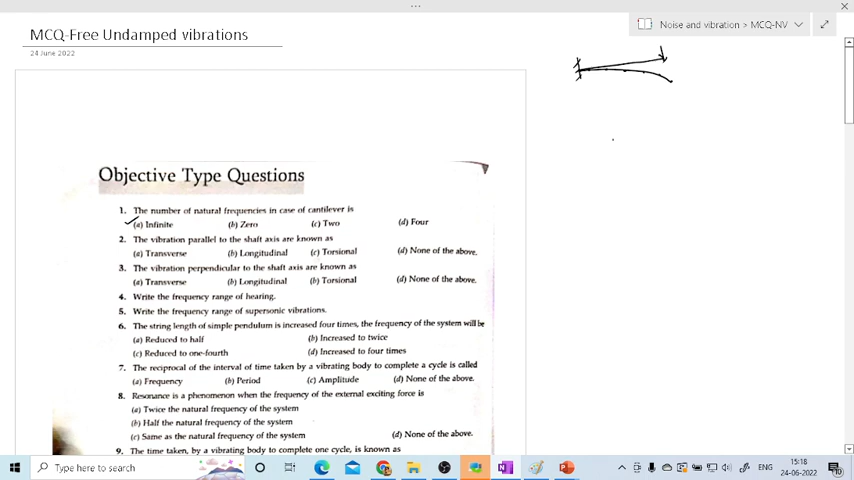 ...
Noise and vibration > MCQ-NV
MCQ-Free Undamped vibrations
24 June 2022
Objective Type Questions
1. The number of natural frequencies in case of cantilever is
(a) Infinite (b) Zero (c) Two (d) Four
2. The vibration parallel to the shaft axis are known as
(a) Transverse (b) Longitudinal (c) Torsional (d) None of the above.
3. The vibration perpendicular to the shaft axis are known as
(a) Transverse (b) Longitudinal (b) Torsional (d) None of the above.
4. Write the frequency range of hearing.
5. Write the frequency range of supersonic vibrations.
6. The string length of simple pendulum is increased four times, the frequency of the system will be
(a) Reduced to half (b) Increased to twice
(c) Reduced to one-fourth (d) Increased to four times
7. The reciprocal of the interval of time taken by a vibrating body to complete a cycle is called
(a) Frequency (b) Period (c) Amplitude (d) None of the above.
8. Resonance is a phenomenon when the frequency of the external exciting force is
(a) Twice the natural frequency of the system
(b) Half the natural frequency of the system
(c) Same as the natural frequency of the system (d) None of the above.
9. The time taken, by a vibrating body to complete one cycle, is known as
Type here to search
ENG
15:18
24-06-2022